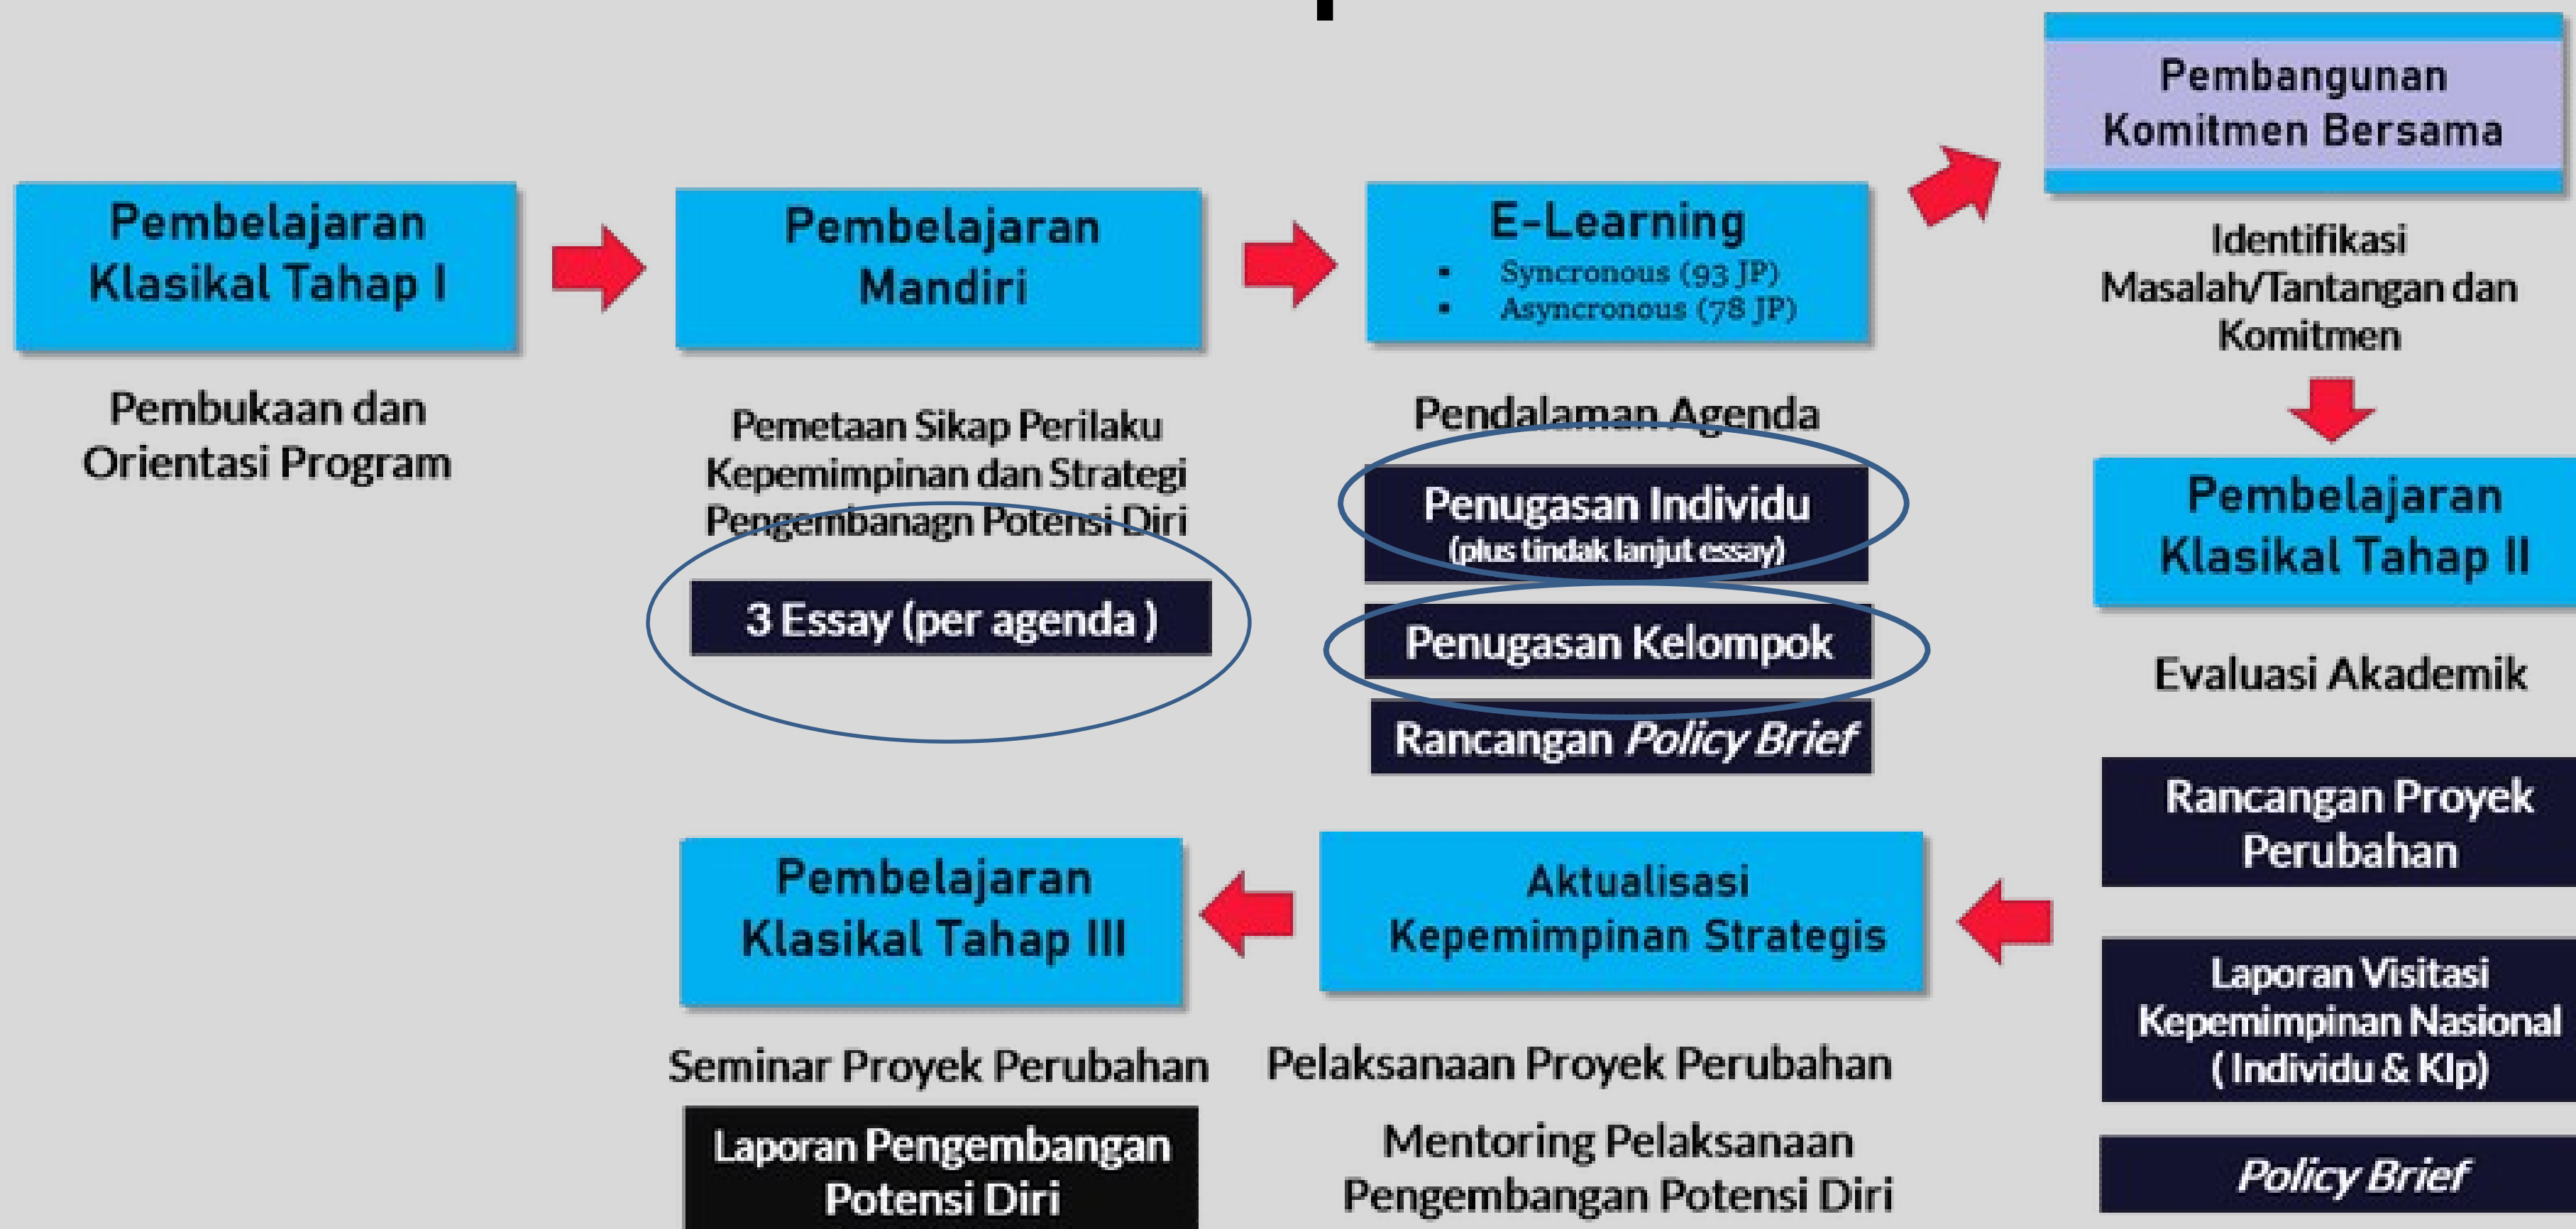 Pembelajaran
Klasikal Tahap I
Pembukaan dan
Orientasi Program
Pembelajaran
Mandiri
Pemetaan Sikap Perilaku
Kepemimpinan dan Strategi
Pengembanagn Potensi Diri
3 Essay (per agenda )
E-Learning
▪ Syncronous (93 JP)
▪ Asyncronous (78 JP)
Pendalaman Agenda
Penugasan Individu
(plus tindak lanjut essay)
Penugasan Kelompok
Rancangan Policy Brief
Pembangunan
Komitmen Bersama
Identifikasi
Masalah/Tantangan dan
Komitmen
Pembelajaran
Klasikal Tahap II
Evaluasi Akademik
Rancangan Proyek
Perubahan
Laporan Visitasi
Kepemimpinan Nasional
( Individu & Klp)
Policy Brief
Aktualisasi
Kepemimpinan Strategis
Pelaksanaan Proyek Perubahan
Mentoring Pelaksanaan
Pengembangan Potensi Diri
Pembelajaran
Klasikal Tahap III
Seminar Proyek Perubahan
Laporan Pengembangan
Potensi Diri